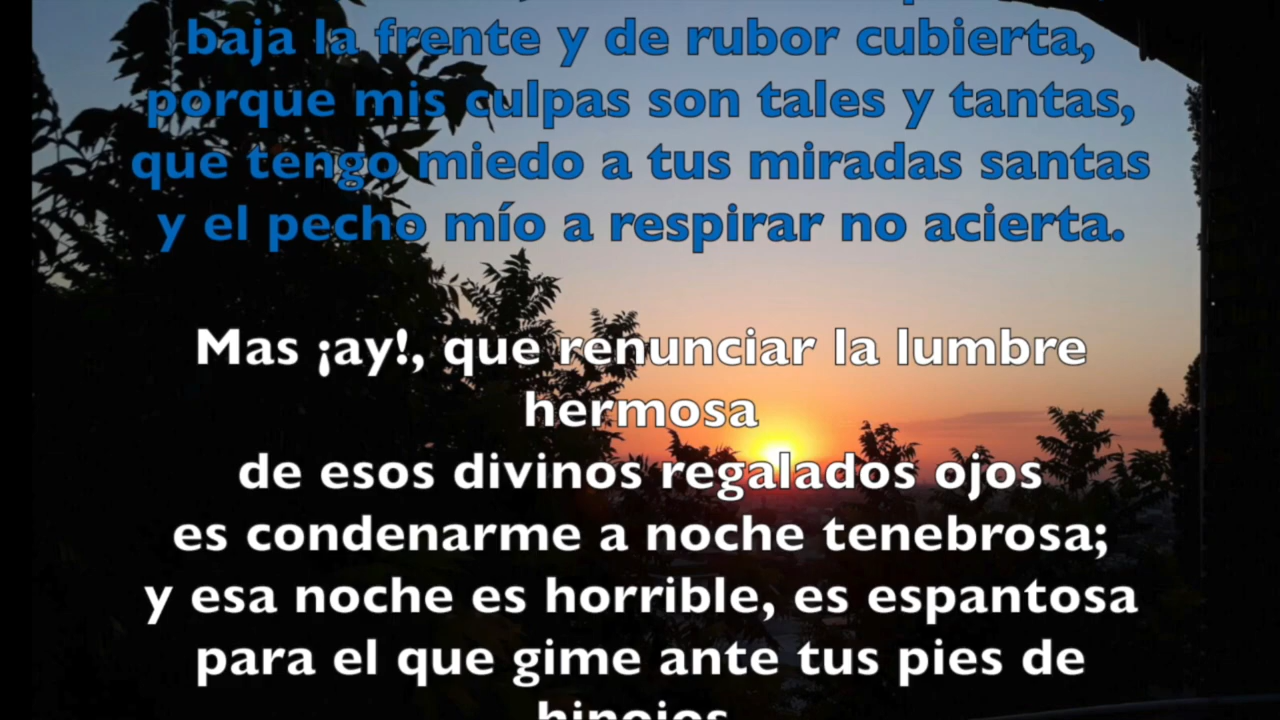 baja la frente y de rubor cubierta,
porque mis culpas son tales y tantas,
que tengo miedo a tus miradas santas
y el pecho mío a respirar no acierta.
Mas ¡ay!, que renunciar la lumbre
hermosa
de esos divinos regalados ojos
es condenarme a noche tenebrosa;
y esa noche es horrible, es espantosa
para el que gime ante tus pies de
hinojos